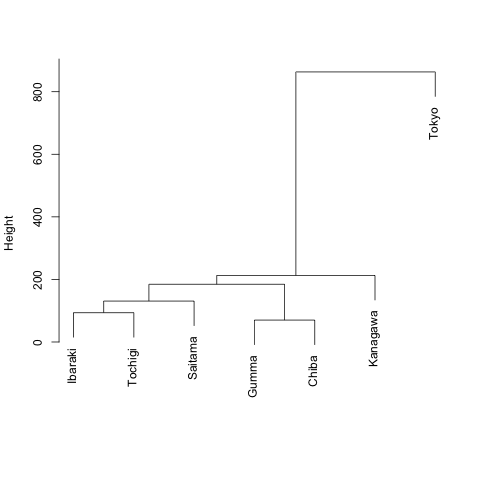 Height
800
600
400
200
0
Ibaraki
Tochigi
Saitama
Gumma
Chiba
Kanagawa
Tokyo